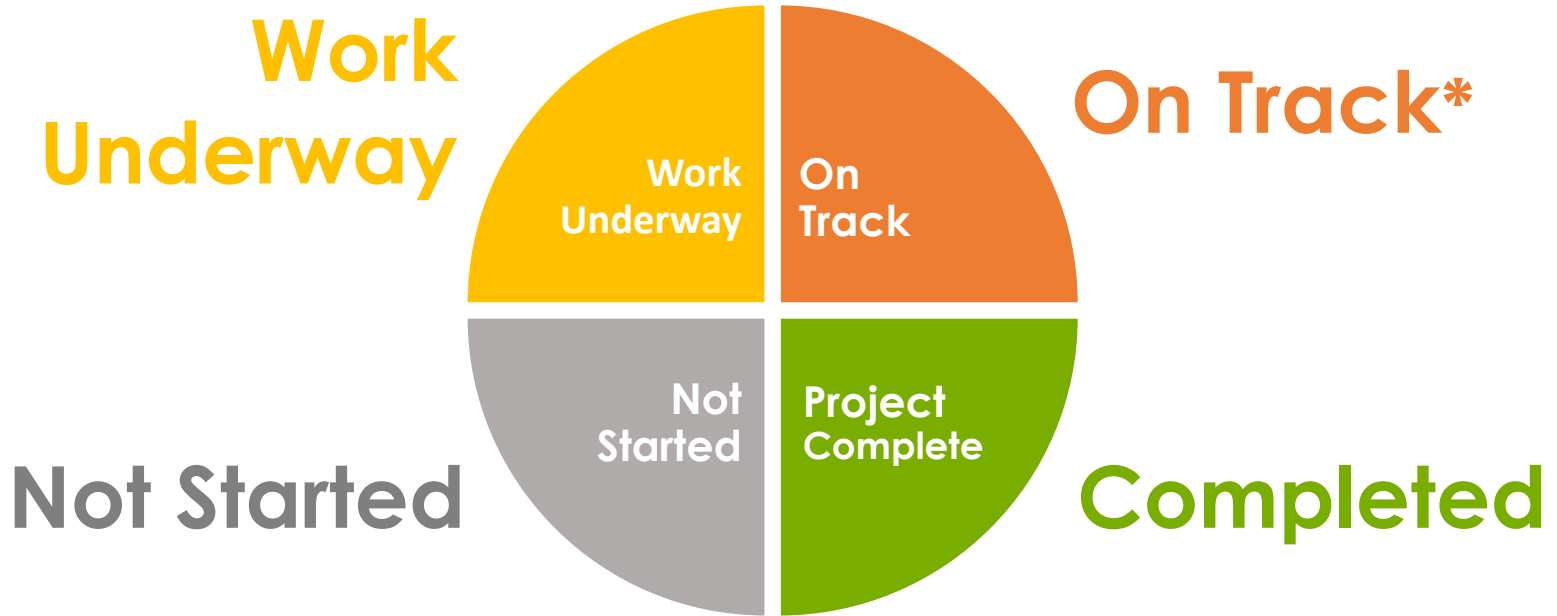 Work
Underway
On Track*
Work
Underway
On
Track
Not
Started
Project
Complete
Not Started
Completed